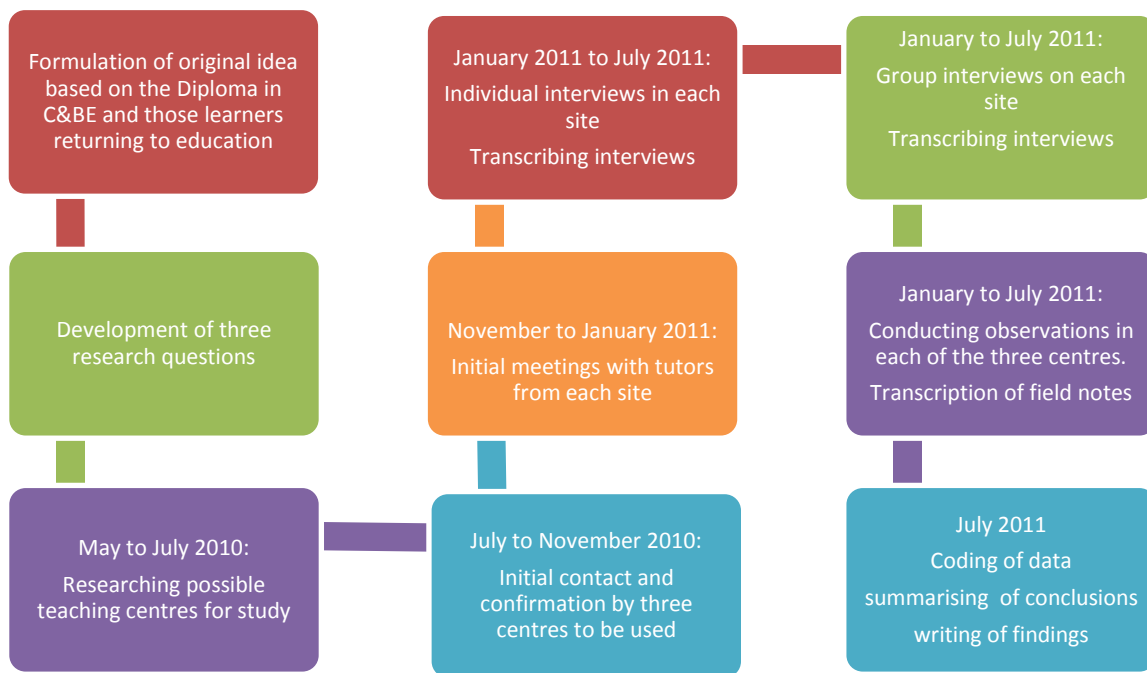 Formulation of original idea
based on the Diploma in
C&BE and those learners
returning to education
Development of three
research questions
May to July 2010:
Researching possible
teaching centres for study
July to November 2010:
Initial contact and
confirmation by three
centres to be used
November to January 2011:
Initial meetings with tutors
from each site
January 2011 to July 2011:
Individual interviews in each
site
Transcribing interviews
January to July 2011:
Group interviews on each
site
Transcribing interviews
January to July 2011:
Conducting observations in
each of the three centres.
Transcription of field notes
July 2011
Coding of data
summarising of conclusions
writing of findings